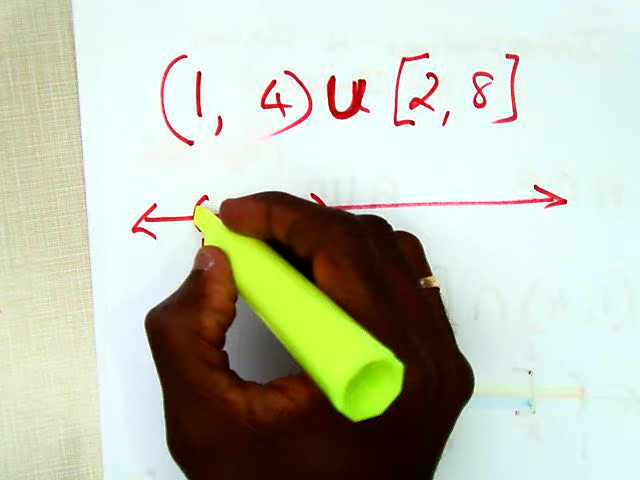 (1, 4) ∪ [2, 8]